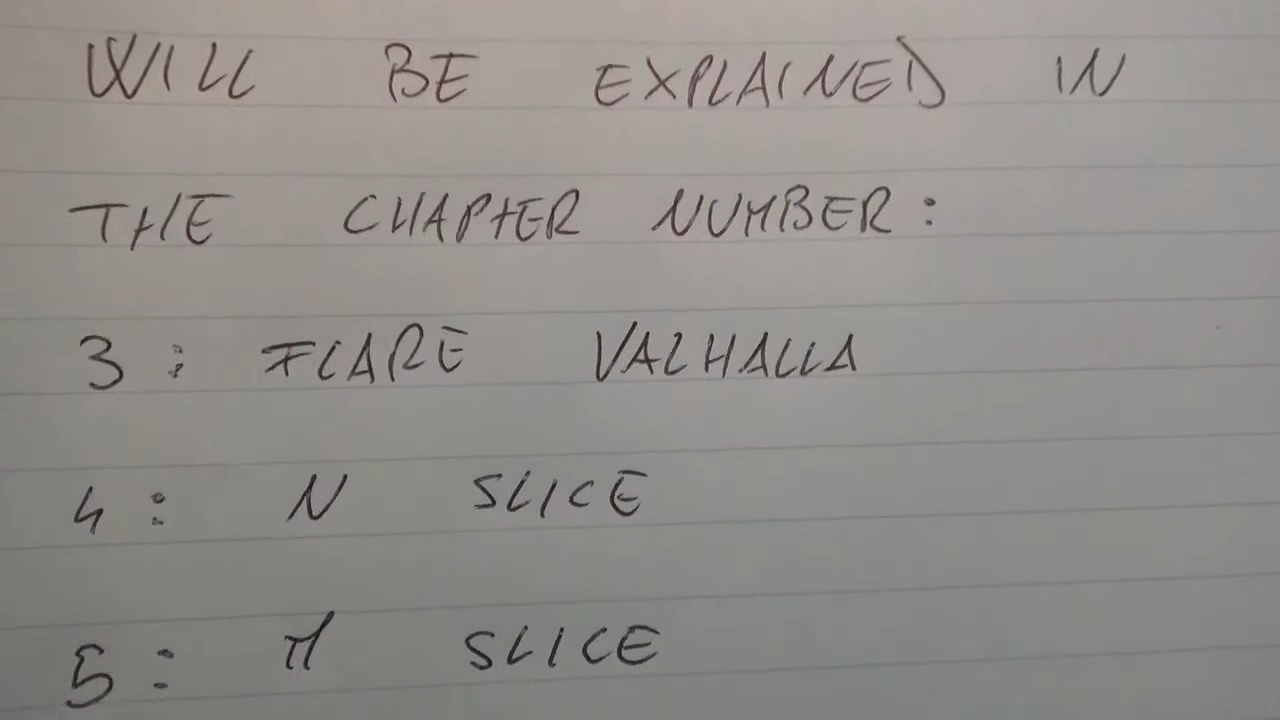 WILL BE EXPLAINED IN
THE CHAPTER NUMBER:
3: FLARE VALHALLA
4: N SLICE
5: SLICE